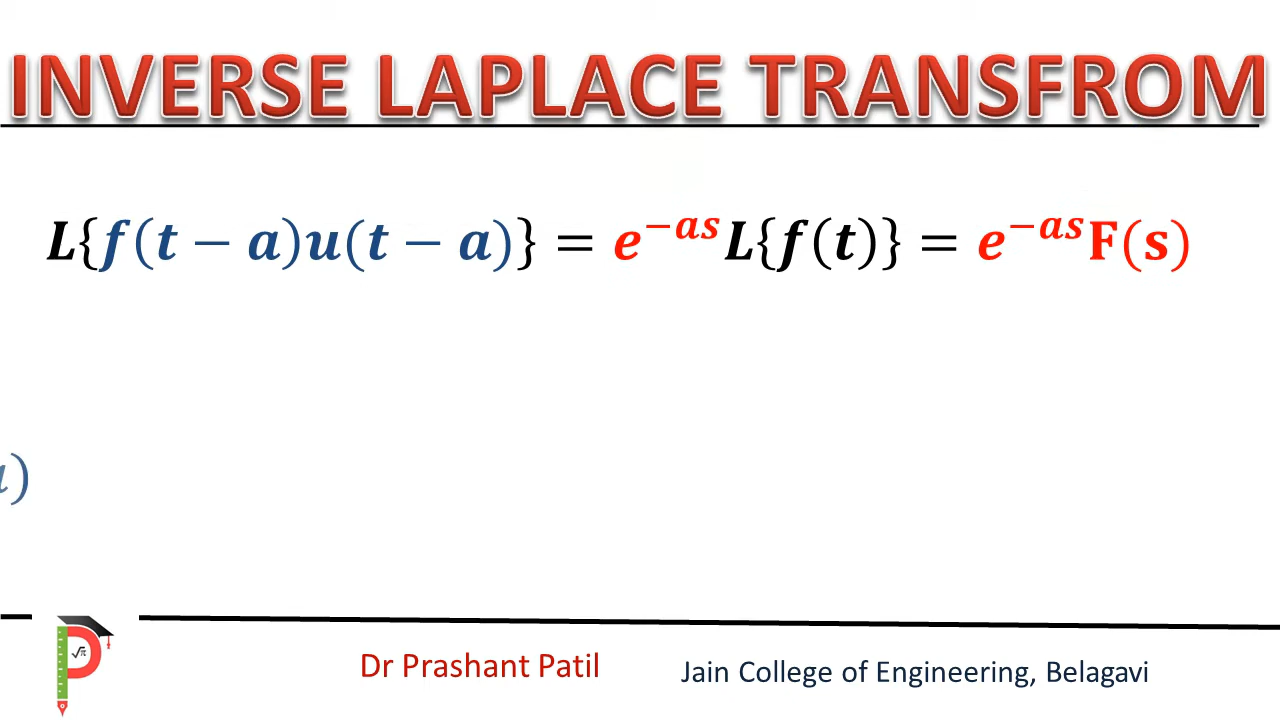 INVERSE LAPLACE TRANSFROM
L{f(t − a)u(t − a)} = e^{−as}L{f(t)} = e^{−as}F(s)
)
√π
Dr Prashant Patil
Jain College of Engineering, Belagavi